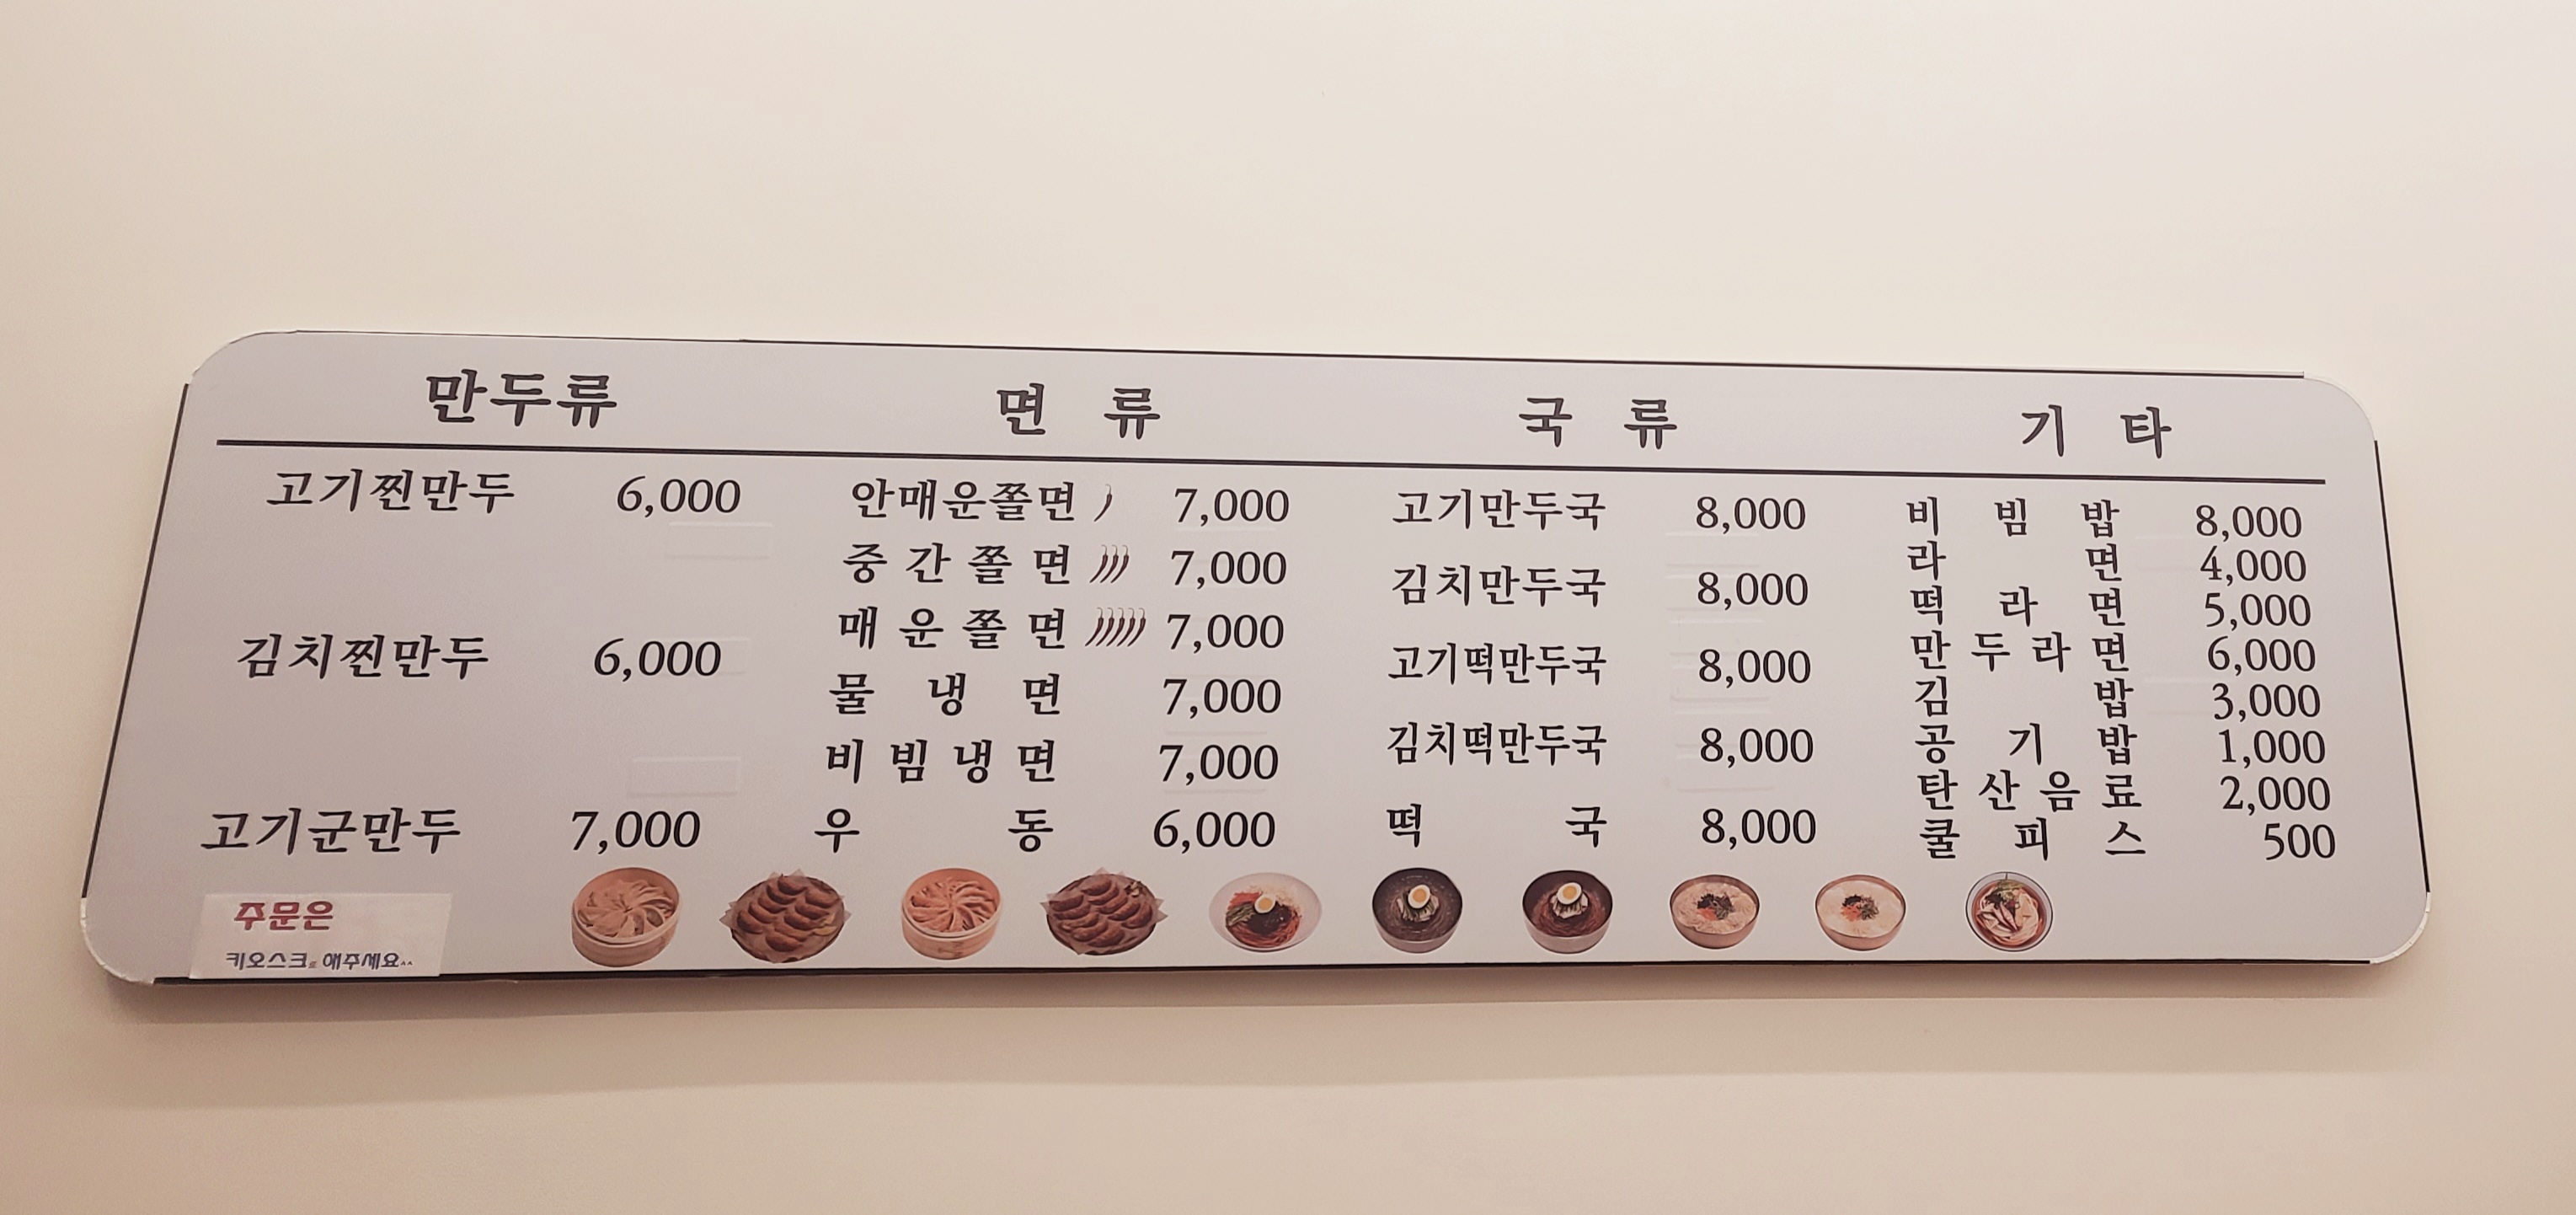 만두류
고기찐만두 6,000
김치찐만두 6,000
고기군만두 7,000
면 류
안매운쫄면 7,000
중 간 쫄 면 7,000
매 운 쫄 면 7,000
물 냉 면 7,000
비 빔 냉 면 7,000
우 동 6,000
국 류
고기만두국 8,000
김치만두국 8,000
고기떡만두국 8,000
김치떡만두국 8,000
떡 국 8,000
기 타
비 빔 밥 8,000
라 면 4,000
떡 라 면 5,000
만 두 라 면 6,000
김 밥 3,000
공 기 밥 1,000
탄 산 음 료 2,000
쿨 피 스 500
주문은
키오스크로 해주세요^^